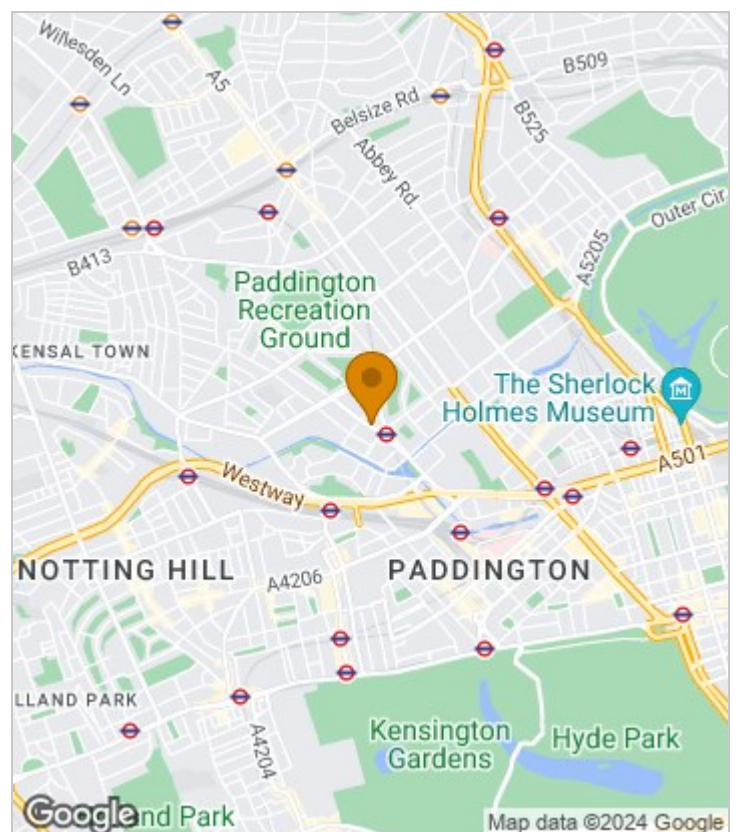 Willesden Ln
A5
B509
Belsize Rd
B525
Abbey Rd.
Outer Cir
A5205
B413
Paddington
Recreation
Ground
KENSAL TOWN
The Sherlock
Holmes Museum
M
A501
Westway
NOTTING HILL
A4206
PADDINGTON
LLAND PARK
A4204
Kensington
Gardens
Hyde Park
Google
nd Park
Map data ©2024 Google